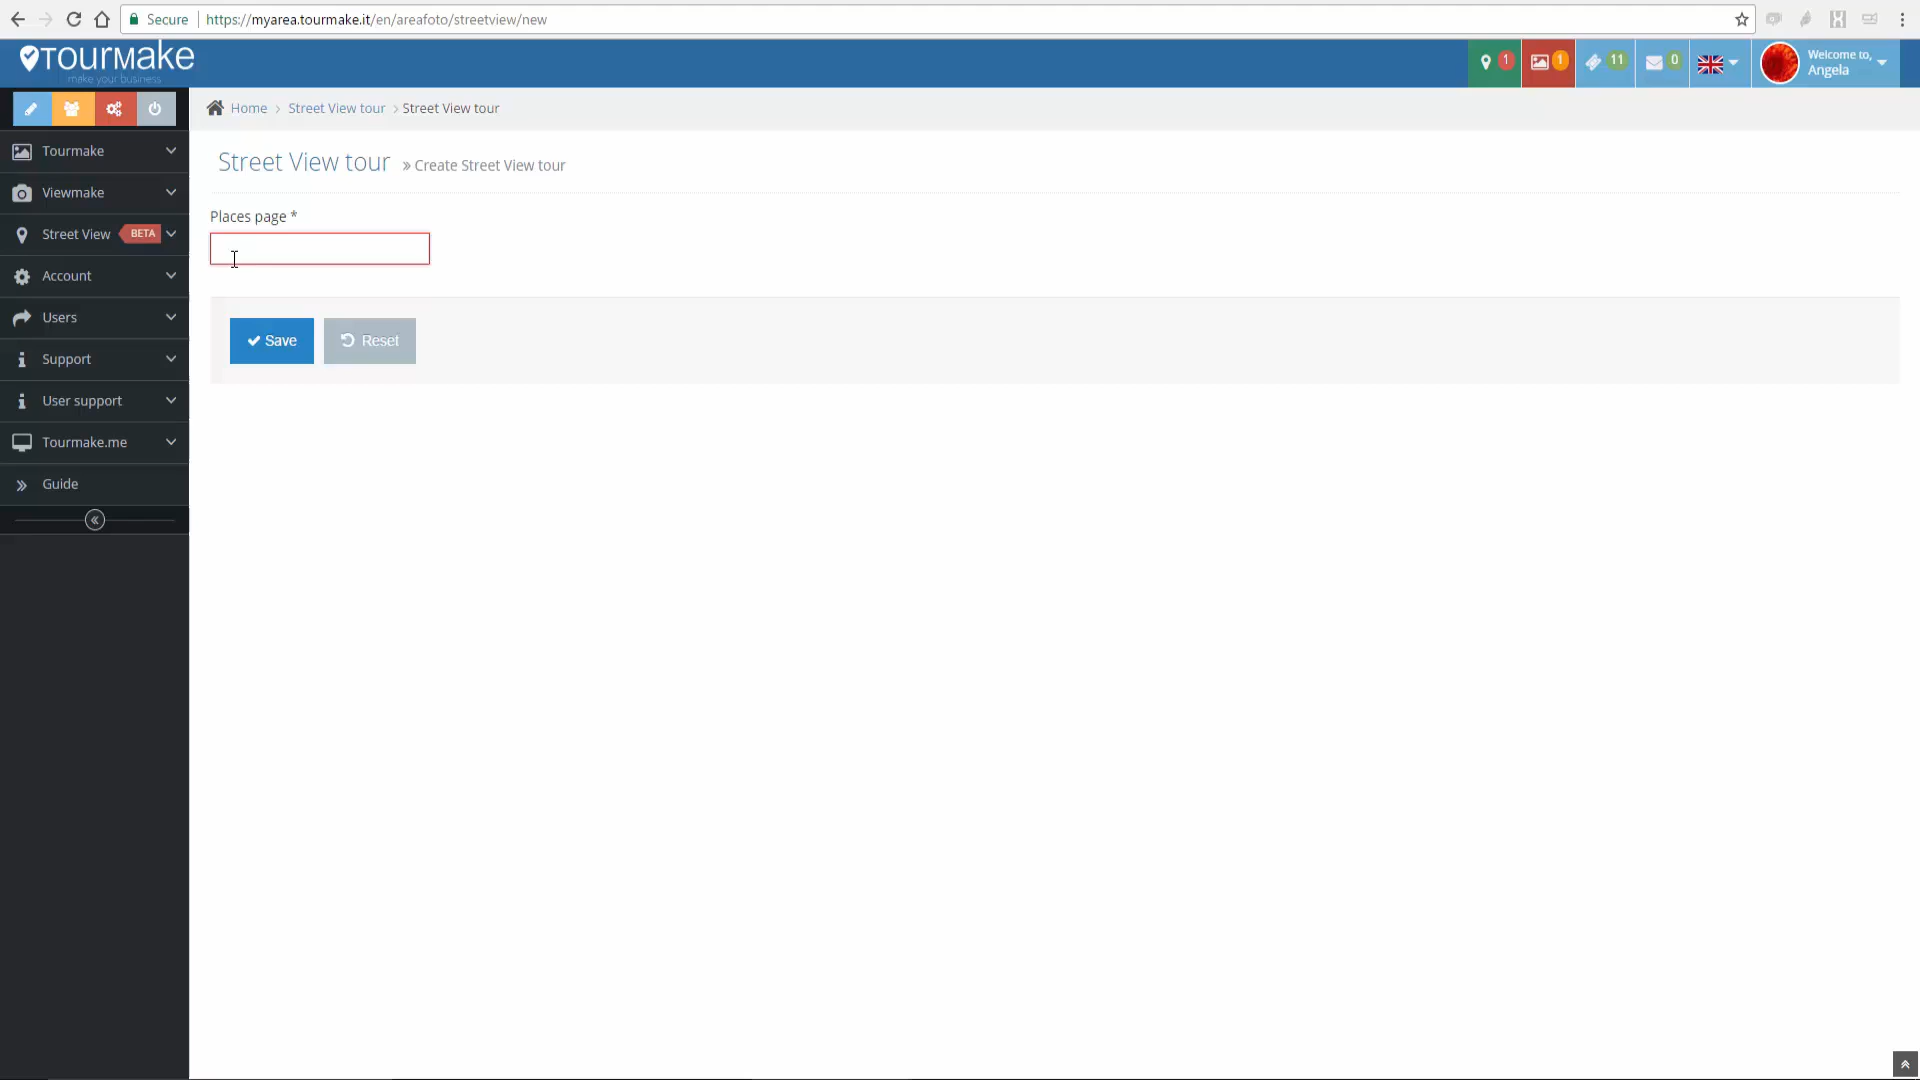 Secure
https://myarea.tourmake.it/en/areafoto/streetview/new
TOURMAKE
make your business
1
1
11
0
Welcome to,
Angela
Home
Street View tour
Street View tour
Tourmake
Viewmake
Street View BETA
Account
Users
Support
User support
Tourmake.me
Guide
Street View tour » Create Street View tour
Places page *
Save
Reset